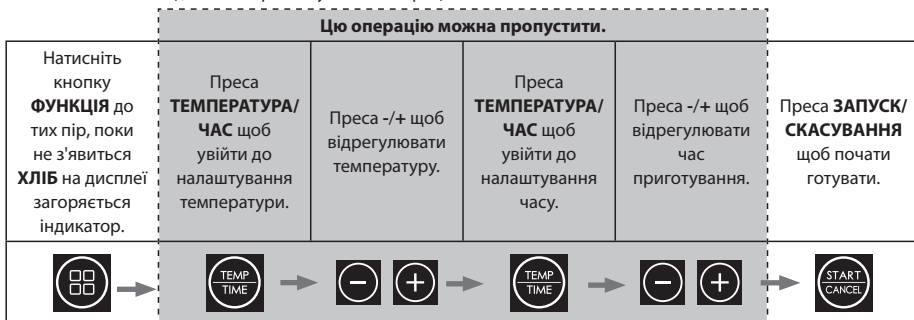 Цю операцію можна пропустити.
Натисніть
кнопку
ФУНКЦІЯ до
тих пір, поки
не з'явиться
ХЛІБ на дисплеї
загоряється
індикатор.
Преса
ТЕМПЕРАТУРА/
ЧАС щоб
увійти до
налаштування
температури.
Преса -/+ щоб
відрегулювати
температуру.
Преса
ТЕМПЕРАТУРА/
ЧАС щоб
увійти до
налаштування
часу.
Преса -/+ щоб
відрегулювати
час
приготування.
Преса ЗАПУСК/
СКАСУВАННЯ
щоб почати
готувати.
TEMP
TIME
− +
TEMP
TIME
− +
START
CANCEL